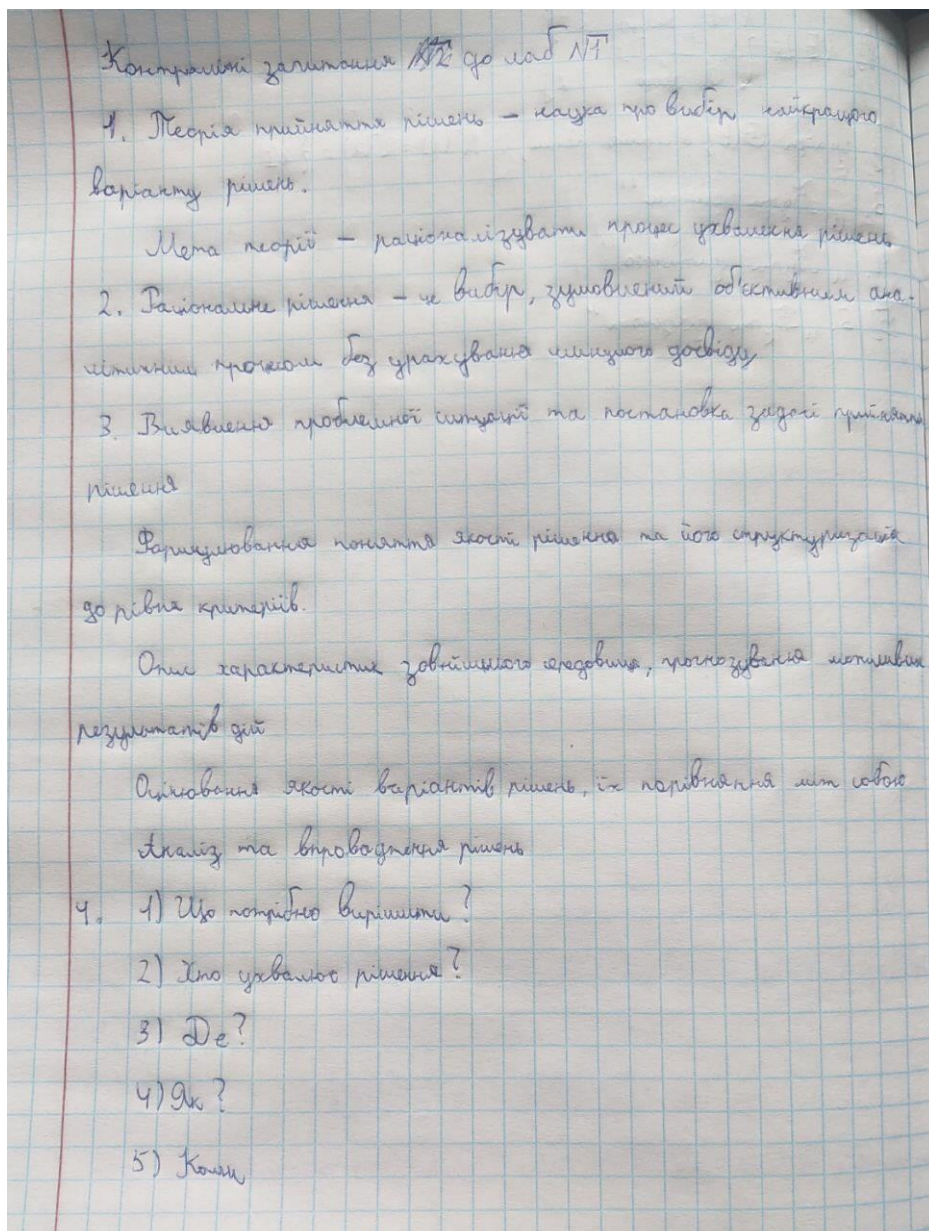 Контрольні запитання до лаб №1
1. Теорія прийняття рішень – наука про вибір найкращого
варіанту рішень.
Мета теорії – раціоналізувати процес ухвалення рішень
2. Раціональне рішення – це вибір, зумовлений об'єктивним ана-
літичним процесом без урахування минулого досвіду
3. Виявлення проблемної ситуації та постановка задачі прийняття
рішення
Формулювання поняття якості рішення та його структуризація
до рівня критеріїв.
Опис характеристик зовнішнього середовища, прогнозування можливих
результатів дій
Оцінювання якості варіантів рішень, їх порівняння між собою
Аналіз та впровадження рішень
4. 1) Що потрібно вирішити?
2) Хто ухвалює рішення?
3) Де?
4) Як?
5) Коли